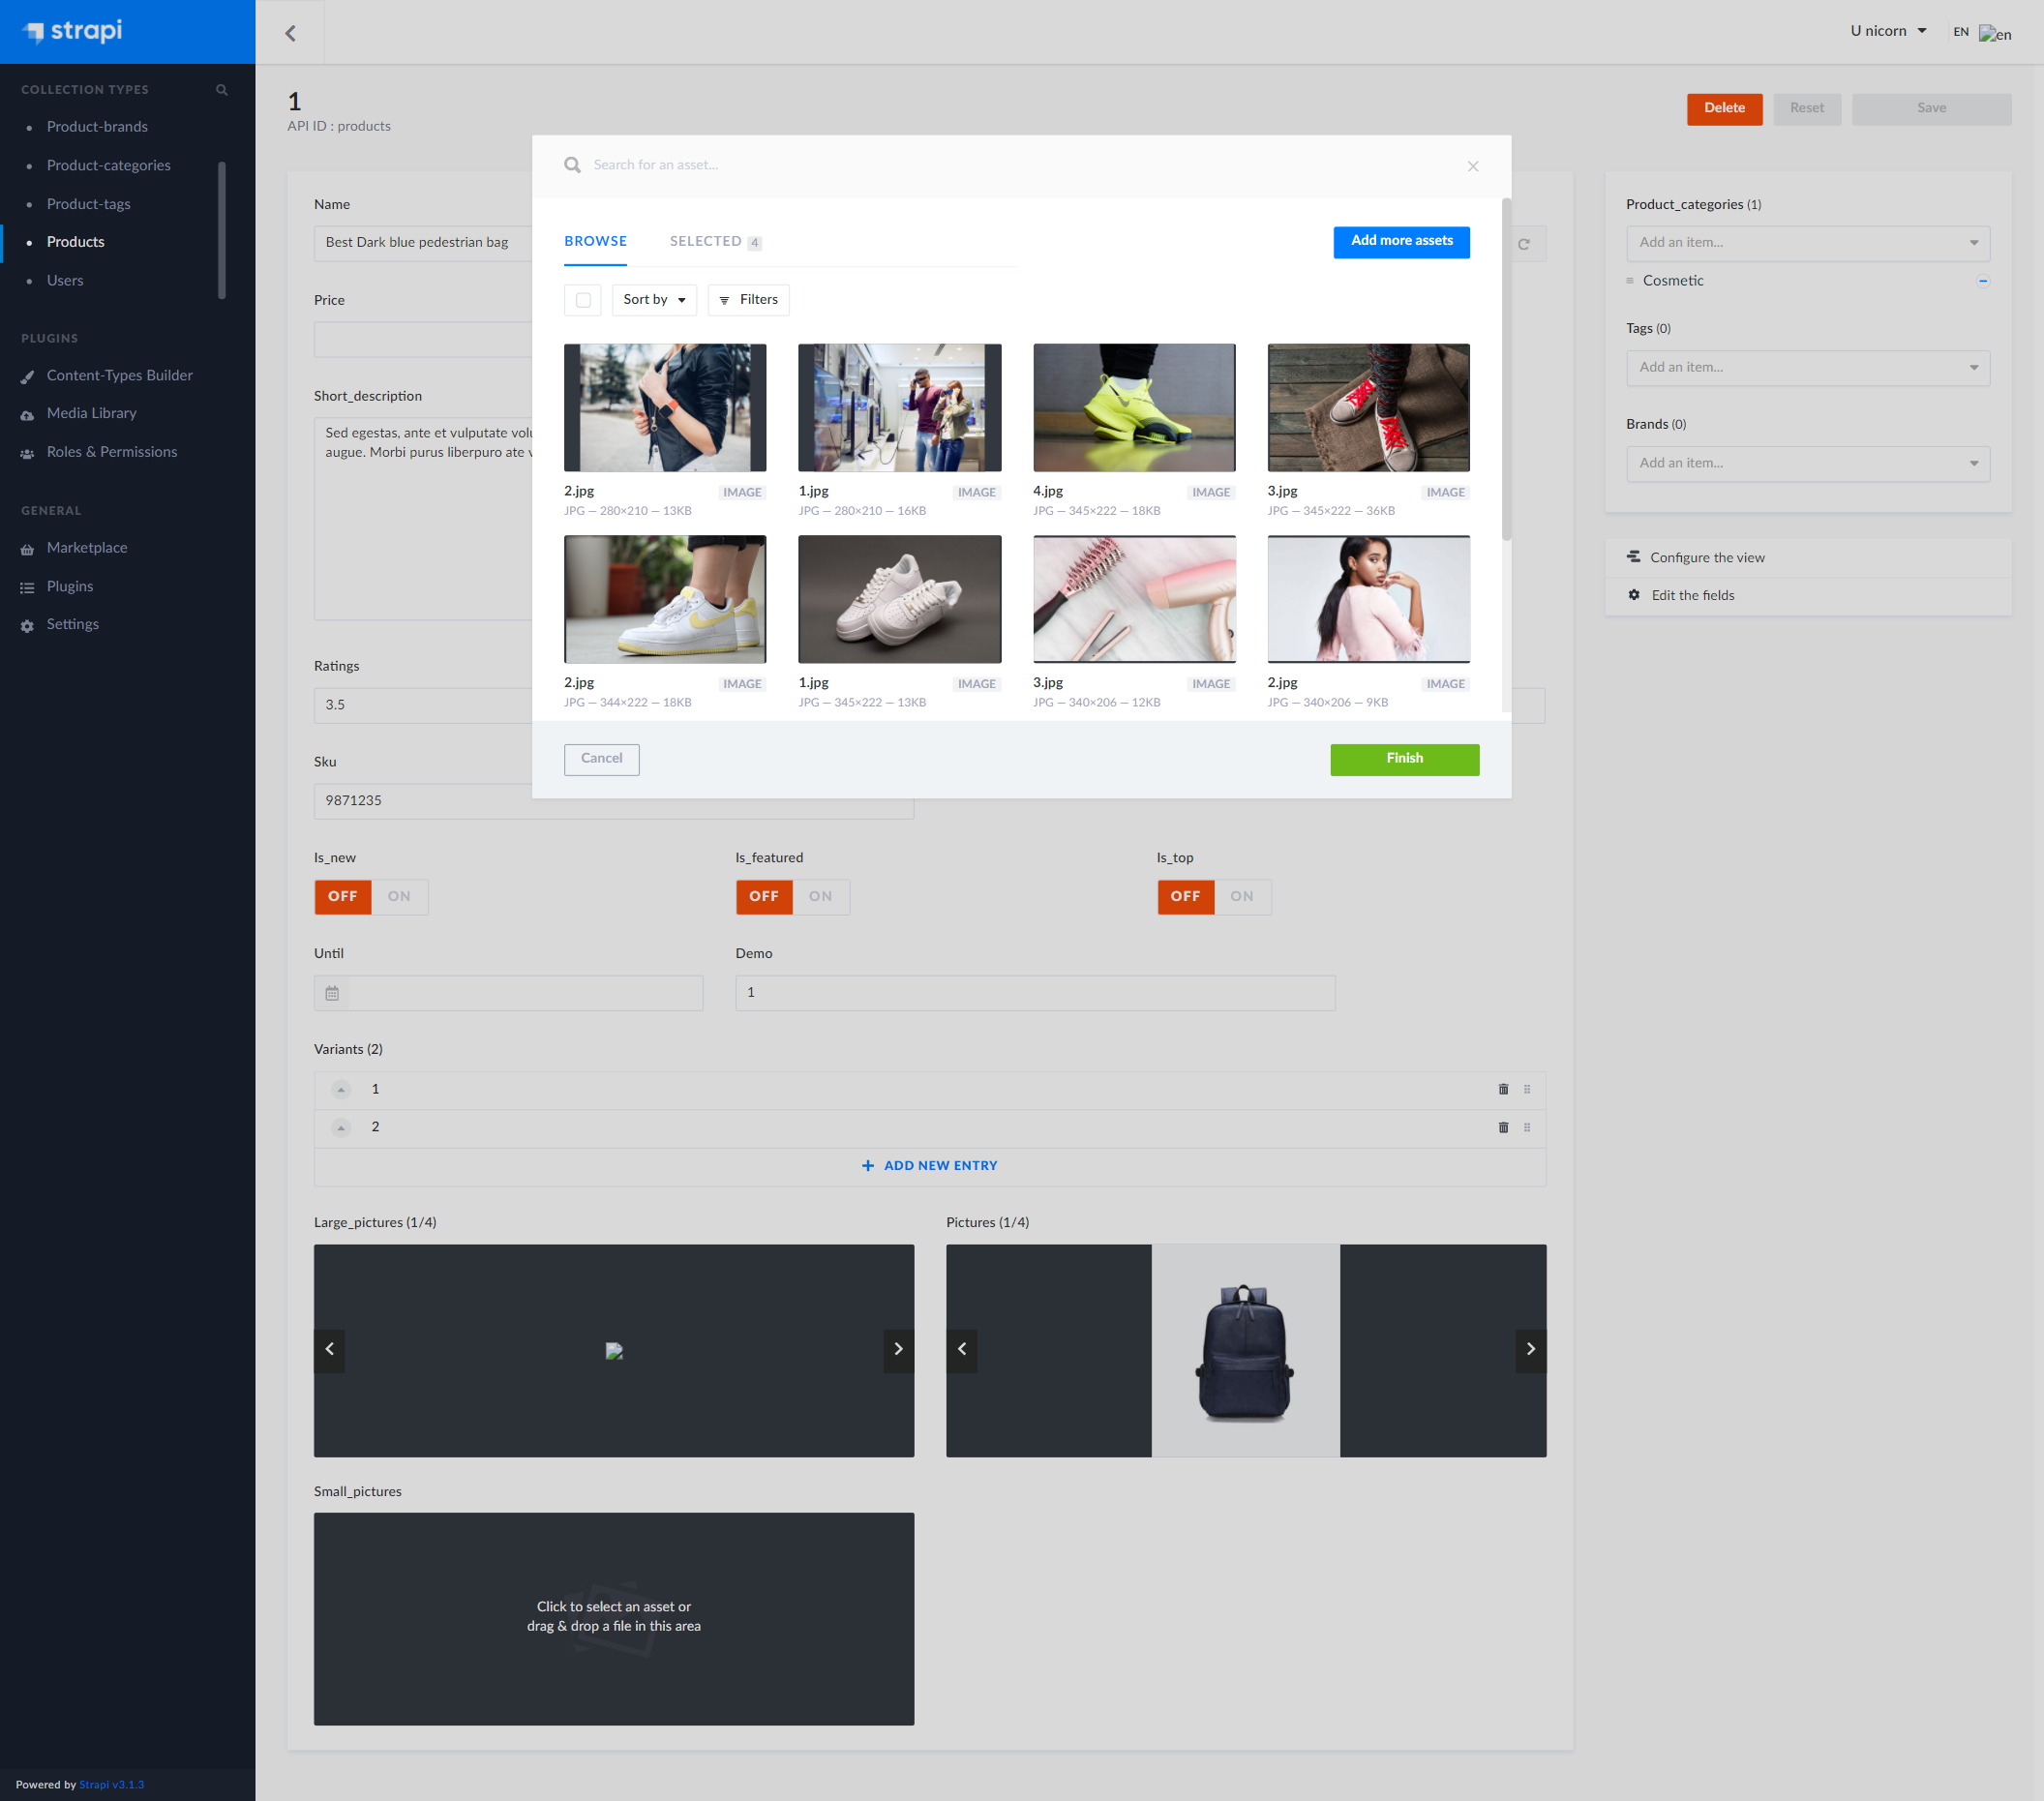 strapi
U nicorn
EN
en
COLLECTION TYPES
Product-brands
Product-categories
Product-tags
Products
Users
PLUGINS
Content-Types Builder
Media Library
Roles & Permissions
GENERAL
Marketplace
Plugins
Settings
Powered by Strapi v3.1.3
1
API ID : products
Delete
Reset
Save
Search for an asset...
BROWSE
SELECTED 4
Add more assets
Sort by
Filters
2.jpg IMAGE
JPG — 280×210 — 13KB
1.jpg IMAGE
JPG — 280×210 — 16KB
4.jpg IMAGE
JPG — 345×222 — 18KB
3.jpg IMAGE
JPG — 345×222 — 36KB
2.jpg IMAGE
JPG — 344×222 — 18KB
1.jpg IMAGE
JPG — 345×222 — 13KB
3.jpg IMAGE
JPG — 340×206 — 12KB
2.jpg IMAGE
JPG — 340×206 — 9KB
Cancel
Finish
Name
Best Dark blue pedestrian bag
Price
Short_description
Sed egestas, ante et vulputate
augue. Morbi purus liberpuro ate
Ratings
3.5
Sku
9871235
Is_new
OFF ON
Is_featured
OFF ON
Is_top
OFF ON
Until
Demo
1
Variants (2)
1
2
ADD NEW ENTRY
Large_pictures (1/4)
Pictures (1/4)
Small_pictures
Click to select an asset or
drag & drop a file in this area
Product_categories (1)
Add an item...
Cosmetic
Tags (0)
Add an item...
Brands (0)
Add an item...
Configure the view
Edit the fields